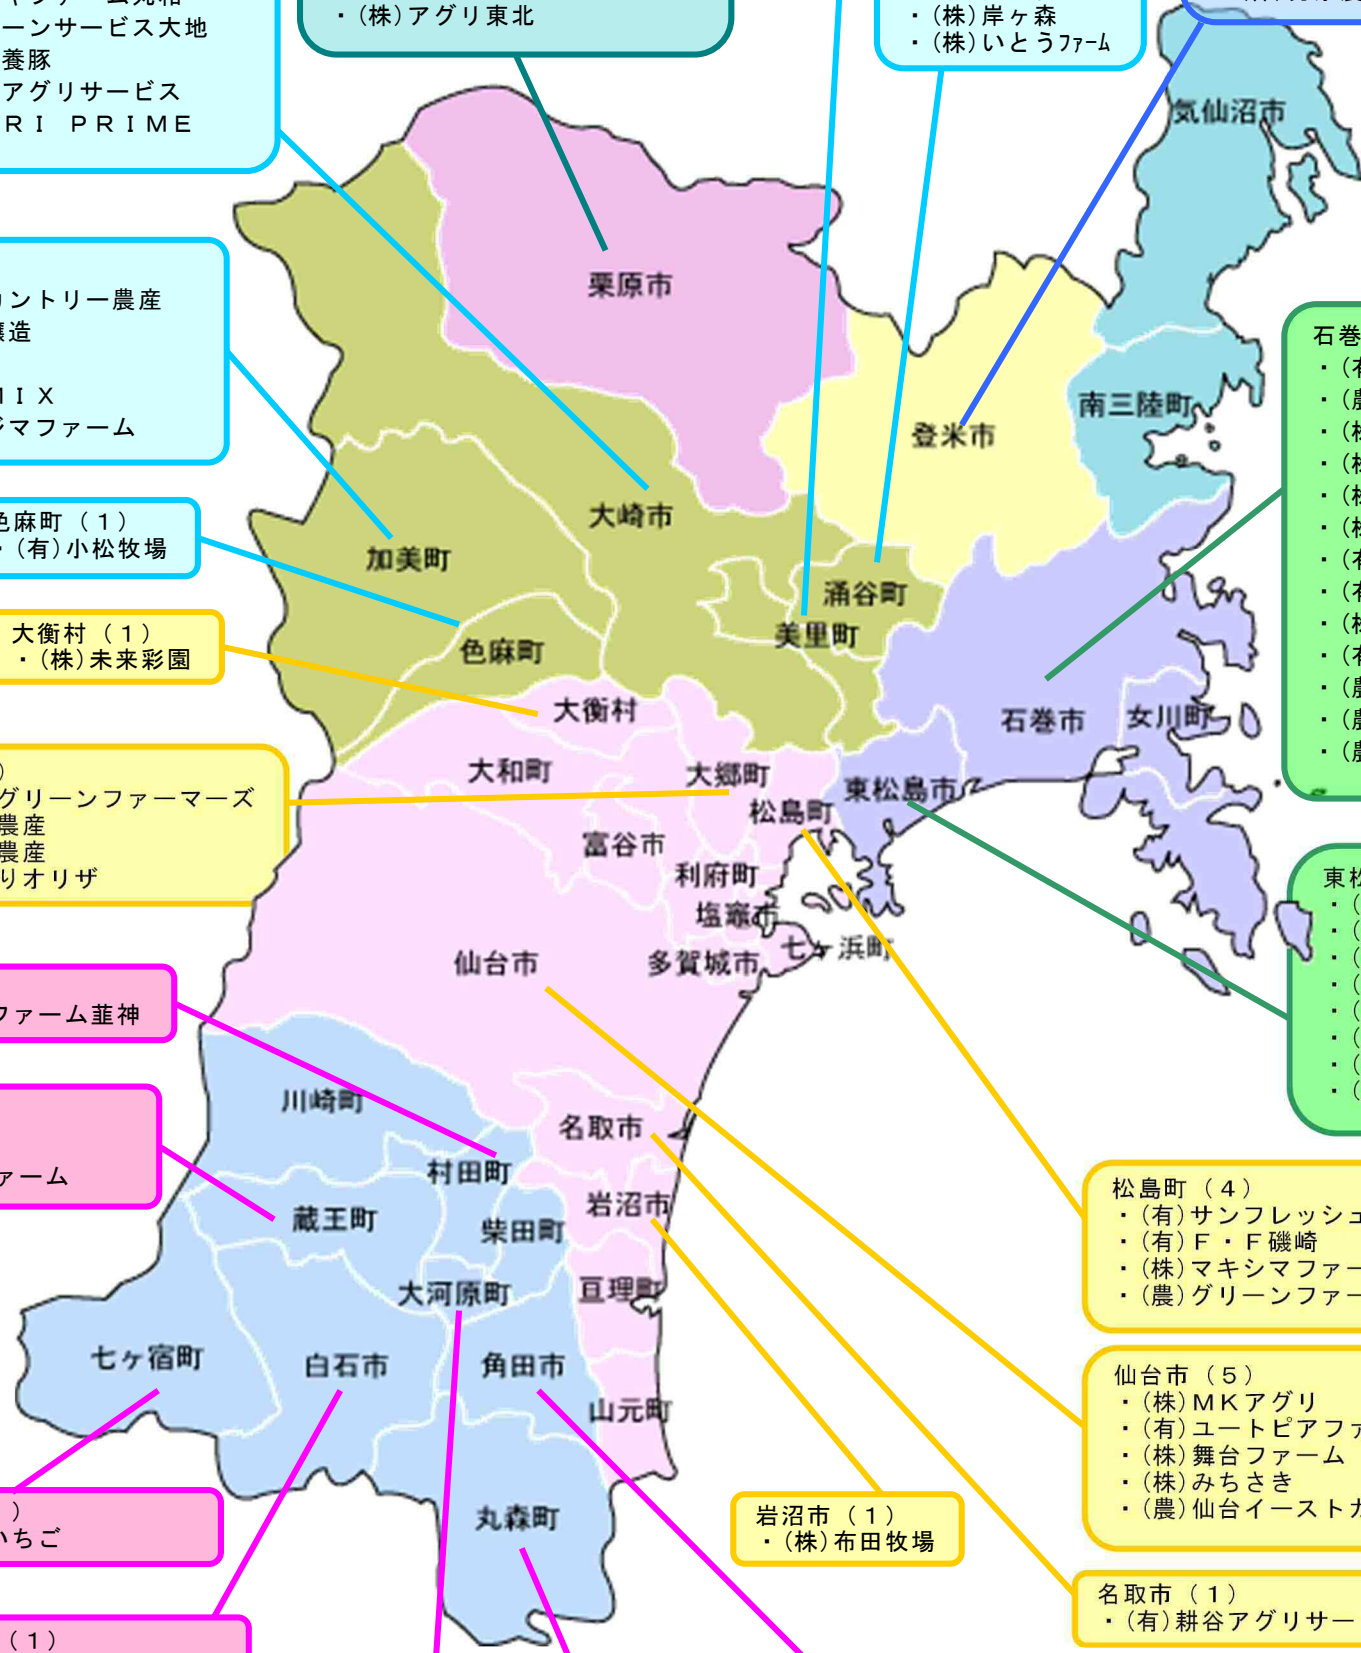 ーンサービス大地
養豚
アグリサービス
ＲＩ ＰＲＩＭＥ
・(株)アグリ東北
・(株)岸ヶ森
・(株)いとうファーム
ントリー農産
造
ＩＸ
マファーム
色麻町（１）
・(有)小松牧場
大衡村（１）
・(株)未来彩園
）
グリーンファーマーズ
農産
農産
りオリザ
ファーム韮神
ァーム
）
いちご
（１）
気仙沼市
栗原市
南三陸町
登米市
大崎市
加美町
涌谷町
美里町
色麻町
大衡村
石巻市
女川町
大和町
大郷町
東松島市
松島町
富谷市
利府町
塩竈市
七ヶ浜町
仙台市
多賀城市
川崎町
名取市
村田町
岩沼市
蔵王町
柴田町
大河原町
亘理町
七ヶ宿町
白石市
角田市
山元町
丸森町
石巻
東松
松島町（４）
・(有)サンフレッシュ
・(有)Ｆ・Ｆ磯崎
・(株)マキシマファー
・(農)グリーンファー
仙台市（５）
・(株)ＭＫアグリ
・(有)ユートピアファ
・(株)舞台ファーム
・(株)みちさき
・(農)仙台イーストカ
岩沼市（１）
・(株)布田牧場
名取市（１）
・(有)耕谷アグリサー